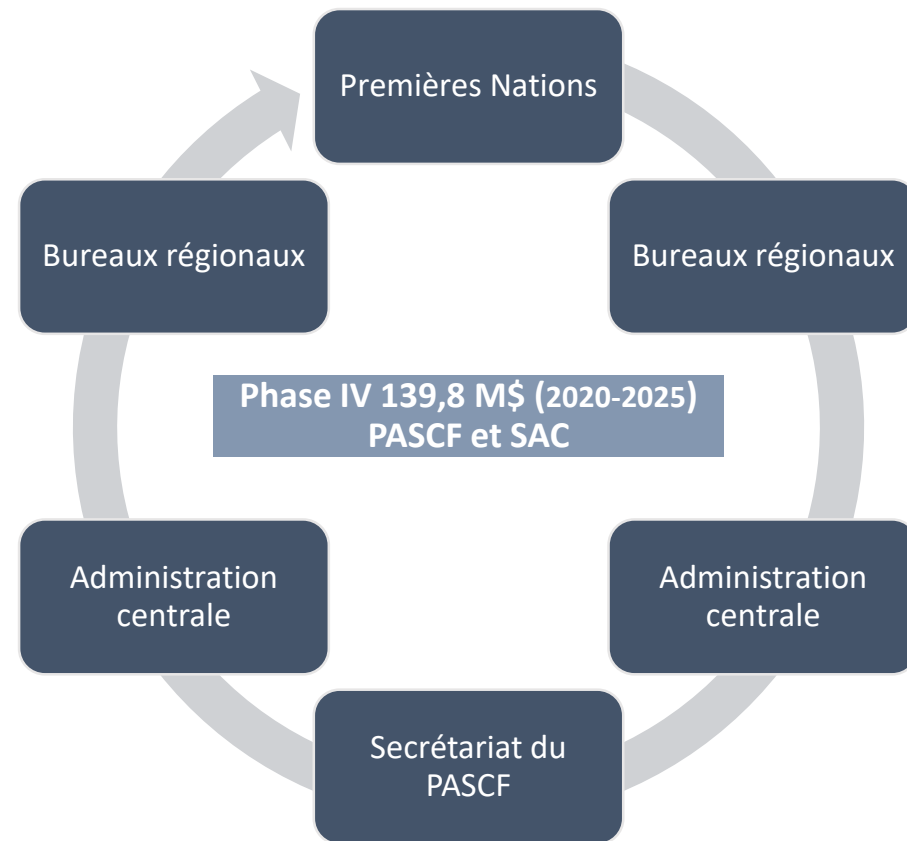 Premières Nations
Bureaux régionaux
Bureaux régionaux
Phase IV 139,8 M$ (2020-2025)
PASCF et SAC
Administration
centrale
Administration
centrale
Secrétariat du
PASCF